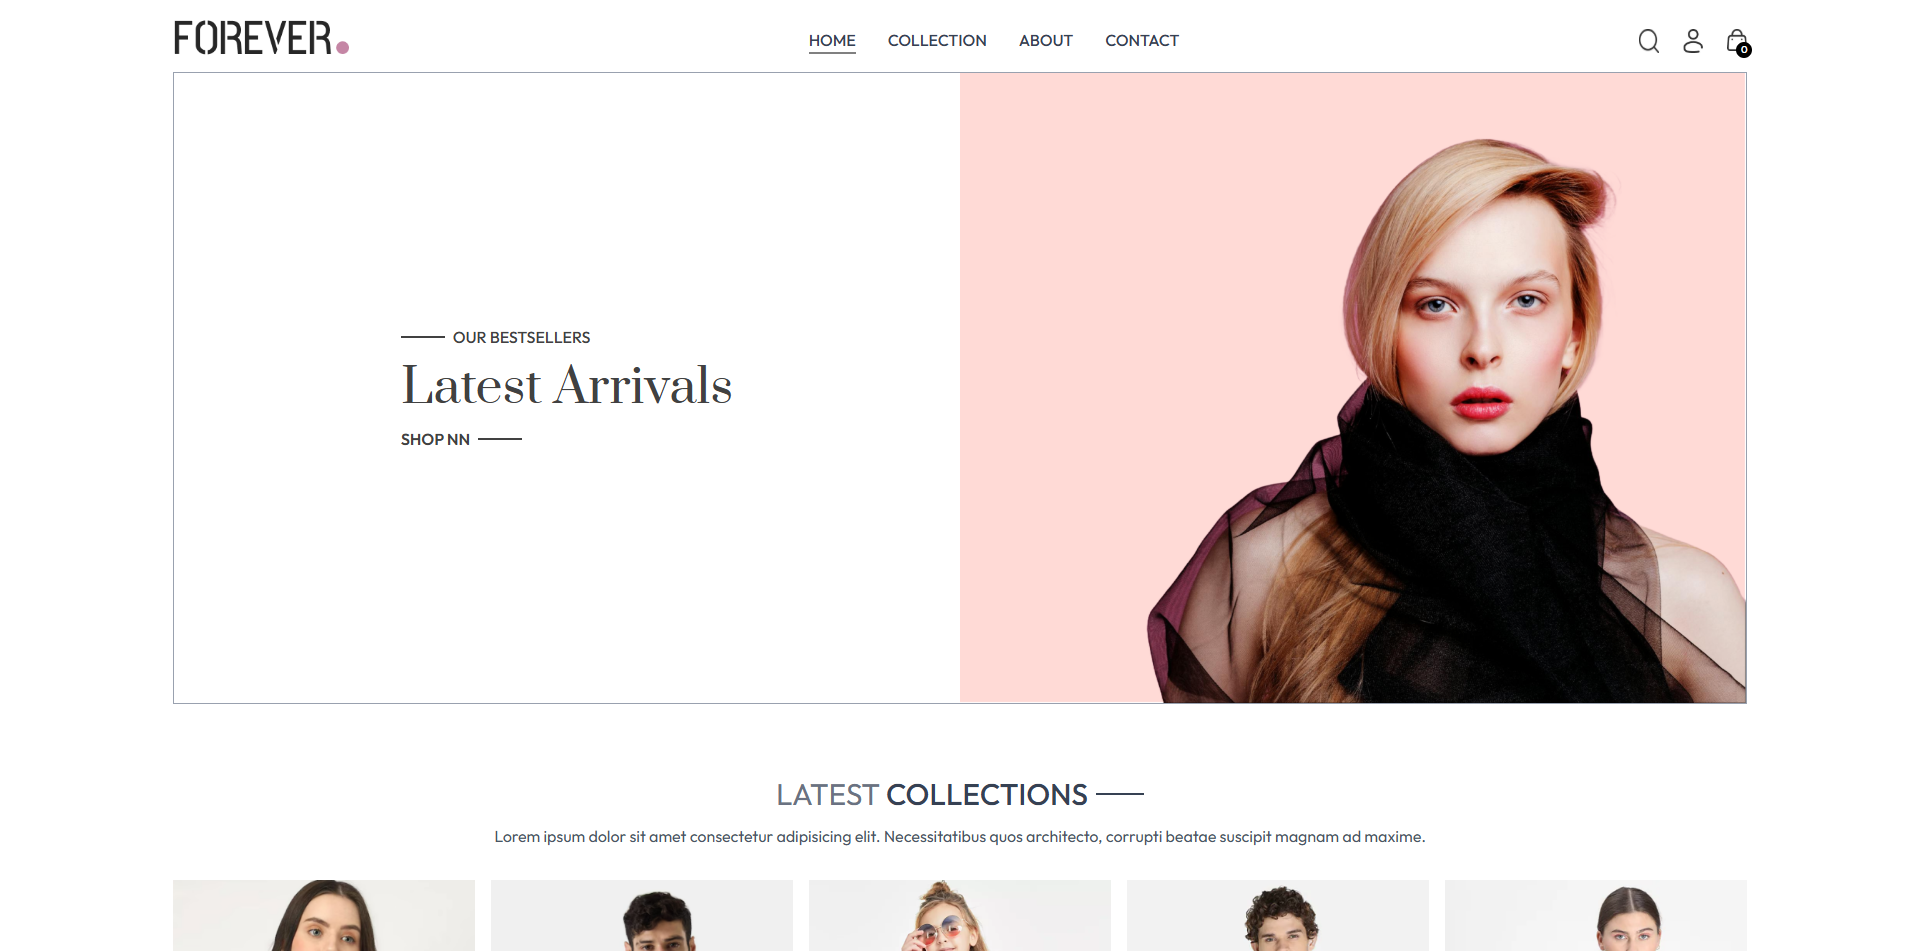 FOREVER.
HOME COLLECTION ABOUT CONTACT
0
OUR BESTSELLERS
Latest Arrivals
SHOP NN
LATEST COLLECTIONS
Lorem ipsum dolor sit amet consectetur adipisicing elit. Necessitatibus quos architecto, corrupti beatae suscipit magnam ad maxime.